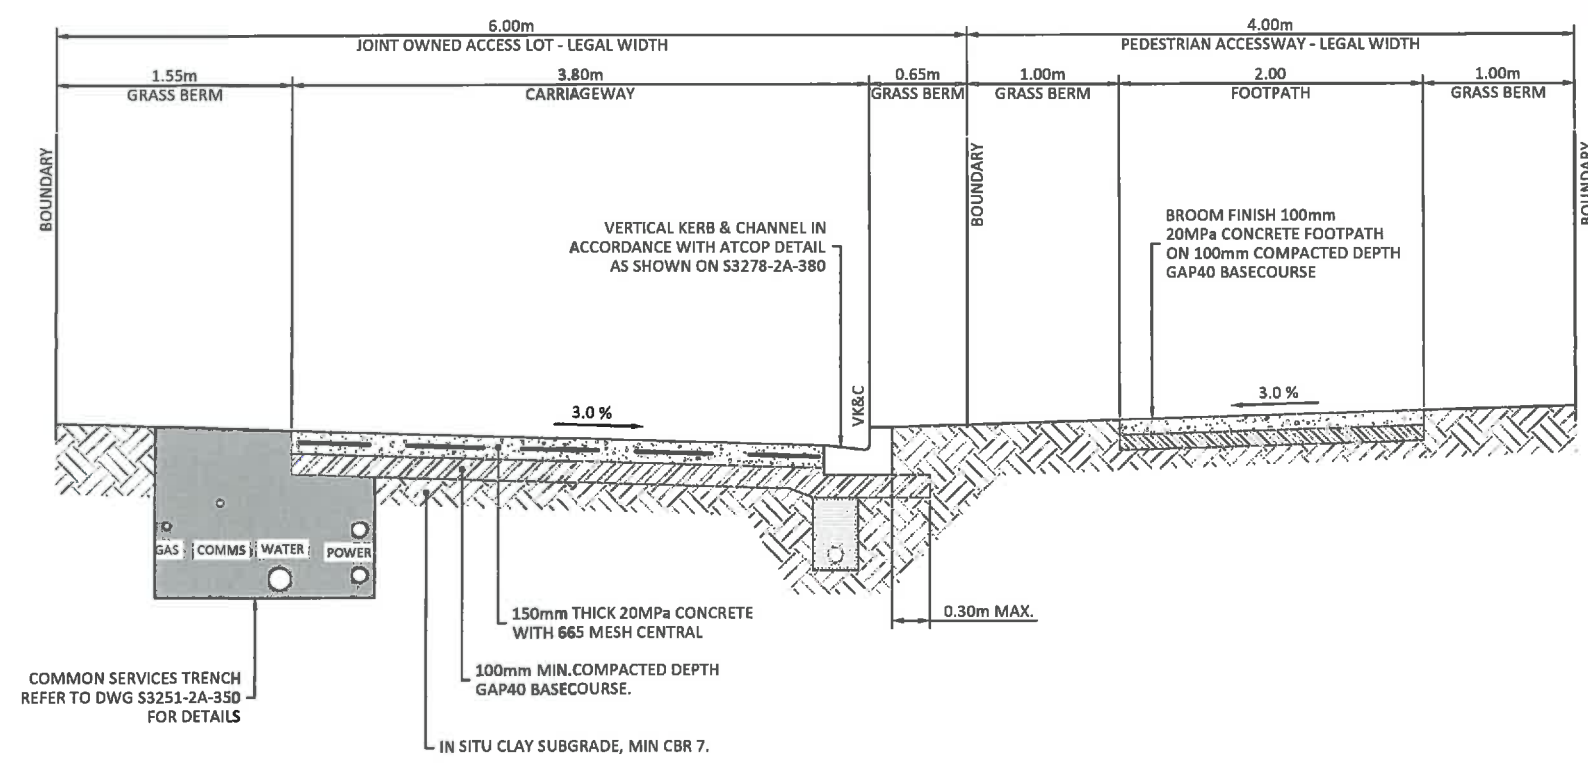 6.00m
JOINT OWNED ACCESS LOT - LEGAL WIDTH
4.00m
PEDESTRIAN ACCESSWAY - LEGAL WIDTH
1.55m
GRASS BERM
3.80m
CARRIAGEWAY
0.65m
GRASS BERM
1.00m
GRASS BERM
2.00
FOOTPATH
1.00m
GRASS BERM
BOUNDARY
BOUNDARY
BOUNDARY
VERTICAL KERB & CHANNEL IN
ACCORDANCE WITH ATCOP DETAIL
AS SHOWN ON S3278-2A-380
BROOM FINISH 100mm
20MPa CONCRETE FOOTPATH
ON 100mm COMPACTED DEPTH
GAP40 BASECOURSE
VK&C
3.0 %
3.0 %
GAS
COMMS
WATER
POWER
0.30m MAX.
150mm THICK 20MPa CONCRETE
WITH 665 MESH CENTRAL
100mm MIN.COMPACTED DEPTH
GAP40 BASECOURSE.
COMMON SERVICES TRENCH
REFER TO DWG S3251-2A-350
FOR DETAILS
IN SITU CLAY SUBGRADE, MIN CBR 7.